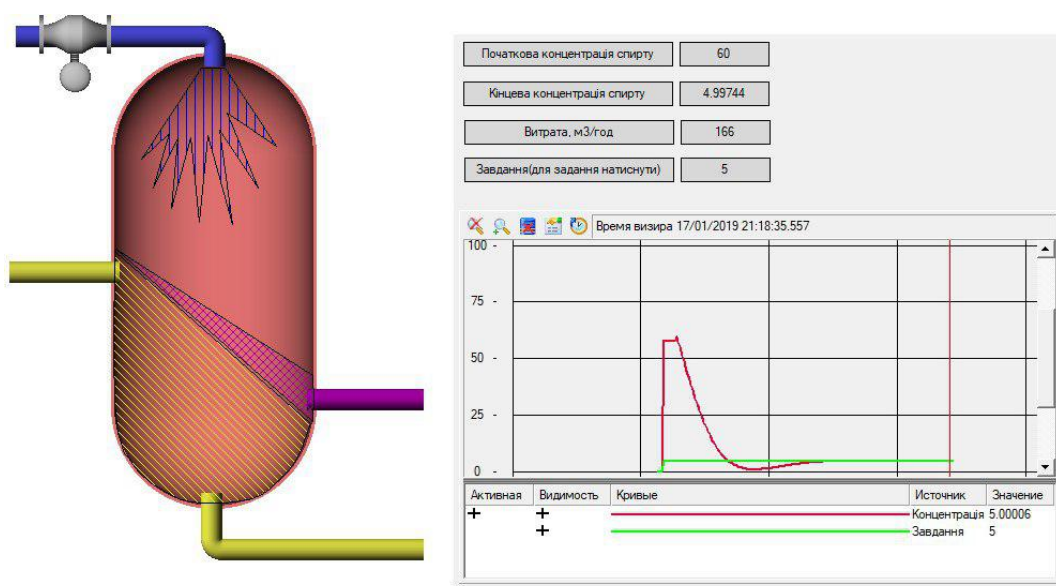 Початкова концентрація спирту 60
Кінцева концентрація спирту 4.99744
Витрата, м3/год 166
Завдання(для задання натиснути) 5
Время визира 17/01/2019 21:18:35.557
100 -
75 -
50 -
25 -
0 -
Активная Видимость Кривые Источник Значение
Концентрація 5.00006
Завдання 5